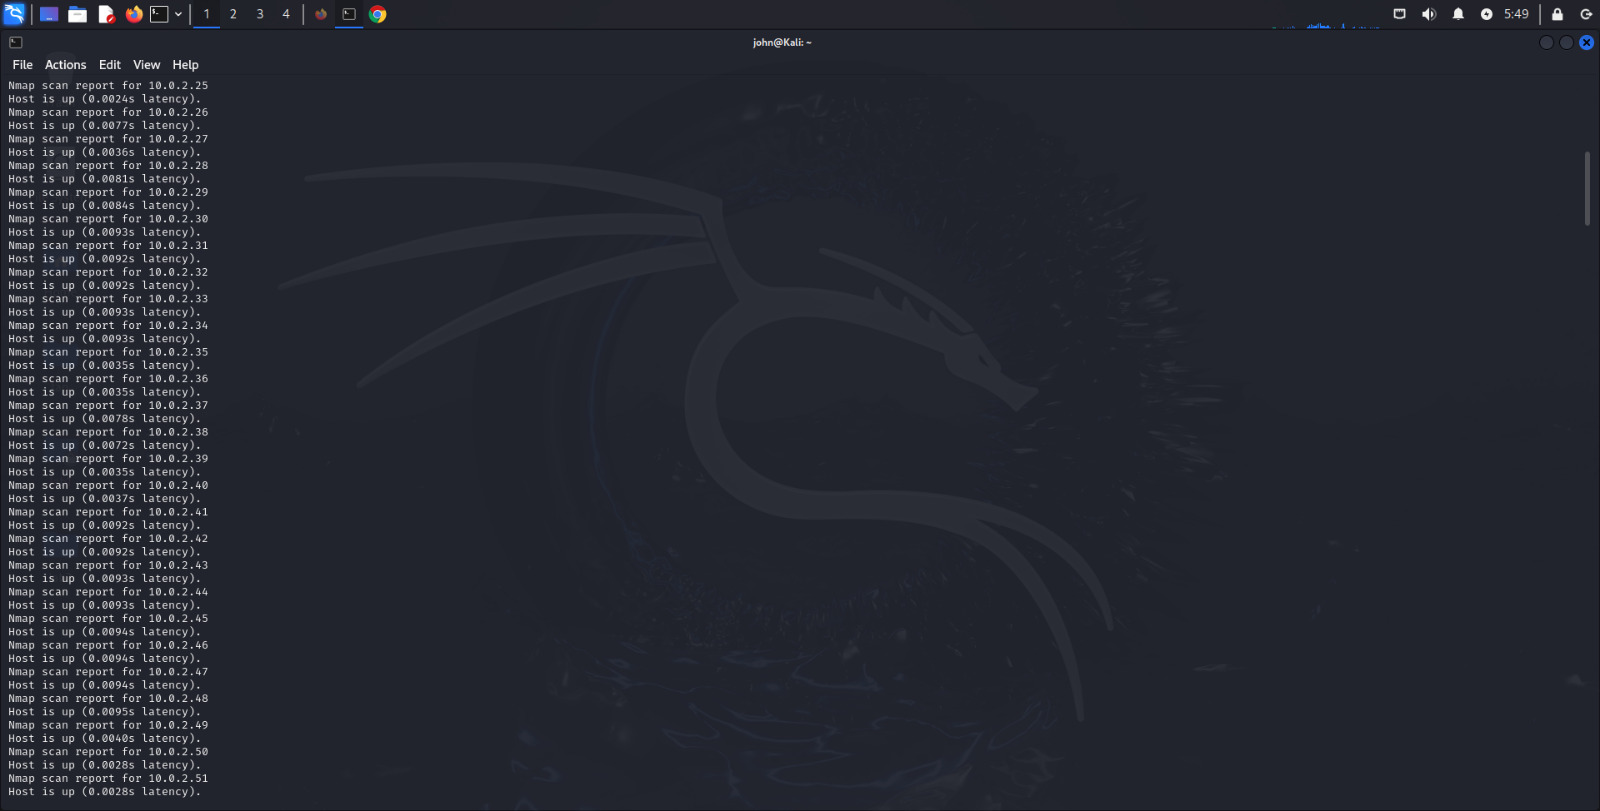 1 2 3 4 5:49
john@Kali: ~
File Actions Edit View Help
Nmap scan report for 10.0.2.25
Host is up (0.0024s latency).
Nmap scan report for 10.0.2.26
Host is up (0.0077s latency).
Nmap scan report for 10.0.2.27
Host is up (0.0036s latency).
Nmap scan report for 10.0.2.28
Host is up (0.0081s latency).
Nmap scan report for 10.0.2.29
Host is up (0.0084s latency).
Nmap scan report for 10.0.2.30
Host is up (0.0093s latency).
Nmap scan report for 10.0.2.31
Host is up (0.0092s latency).
Nmap scan report for 10.0.2.32
Host is up (0.0092s latency).
Nmap scan report for 10.0.2.33
Host is up (0.0093s latency).
Nmap scan report for 10.0.2.34
Host is up (0.0093s latency).
Nmap scan report for 10.0.2.35
Host is up (0.0035s latency).
Nmap scan report for 10.0.2.36
Host is up (0.0035s latency).
Nmap scan report for 10.0.2.37
Host is up (0.0078s latency).
Nmap scan report for 10.0.2.38
Host is up (0.0072s latency).
Nmap scan report for 10.0.2.39
Host is up (0.0035s latency).
Nmap scan report for 10.0.2.40
Host is up (0.0037s latency).
Nmap scan report for 10.0.2.41
Host is up (0.0092s latency).
Nmap scan report for 10.0.2.42
Host is up (0.0092s latency).
Nmap scan report for 10.0.2.43
Host is up (0.0093s latency).
Nmap scan report for 10.0.2.44
Host is up (0.0093s latency).
Nmap scan report for 10.0.2.45
Host is up (0.0094s latency).
Nmap scan report for 10.0.2.46
Host is up (0.0094s latency).
Nmap scan report for 10.0.2.47
Host is up (0.0094s latency).
Nmap scan report for 10.0.2.48
Host is up (0.0095s latency).
Nmap scan report for 10.0.2.49
Host is up (0.0040s latency).
Nmap scan report for 10.0.2.50
Host is up (0.0028s latency).
Nmap scan report for 10.0.2.51
Host is up (0.0028s latency).